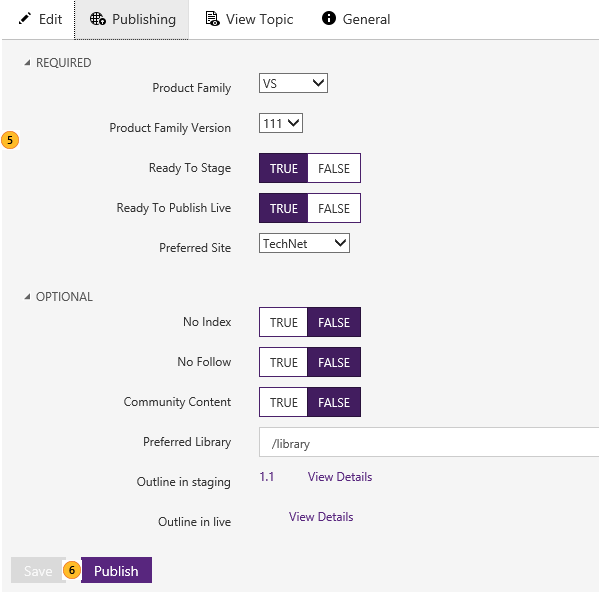 Edit Publishing View Topic General
REQUIRED
Product Family VS
Product Family Version 111
5
Ready To Stage TRUE FALSE
Ready To Publish Live TRUE FALSE
Preferred Site TechNet
OPTIONAL
No Index TRUE FALSE
No Follow TRUE FALSE
Community Content TRUE FALSE
Preferred Library /library
Outline in staging 1.1 View Details
Outline in live View Details
Save 6 Publish